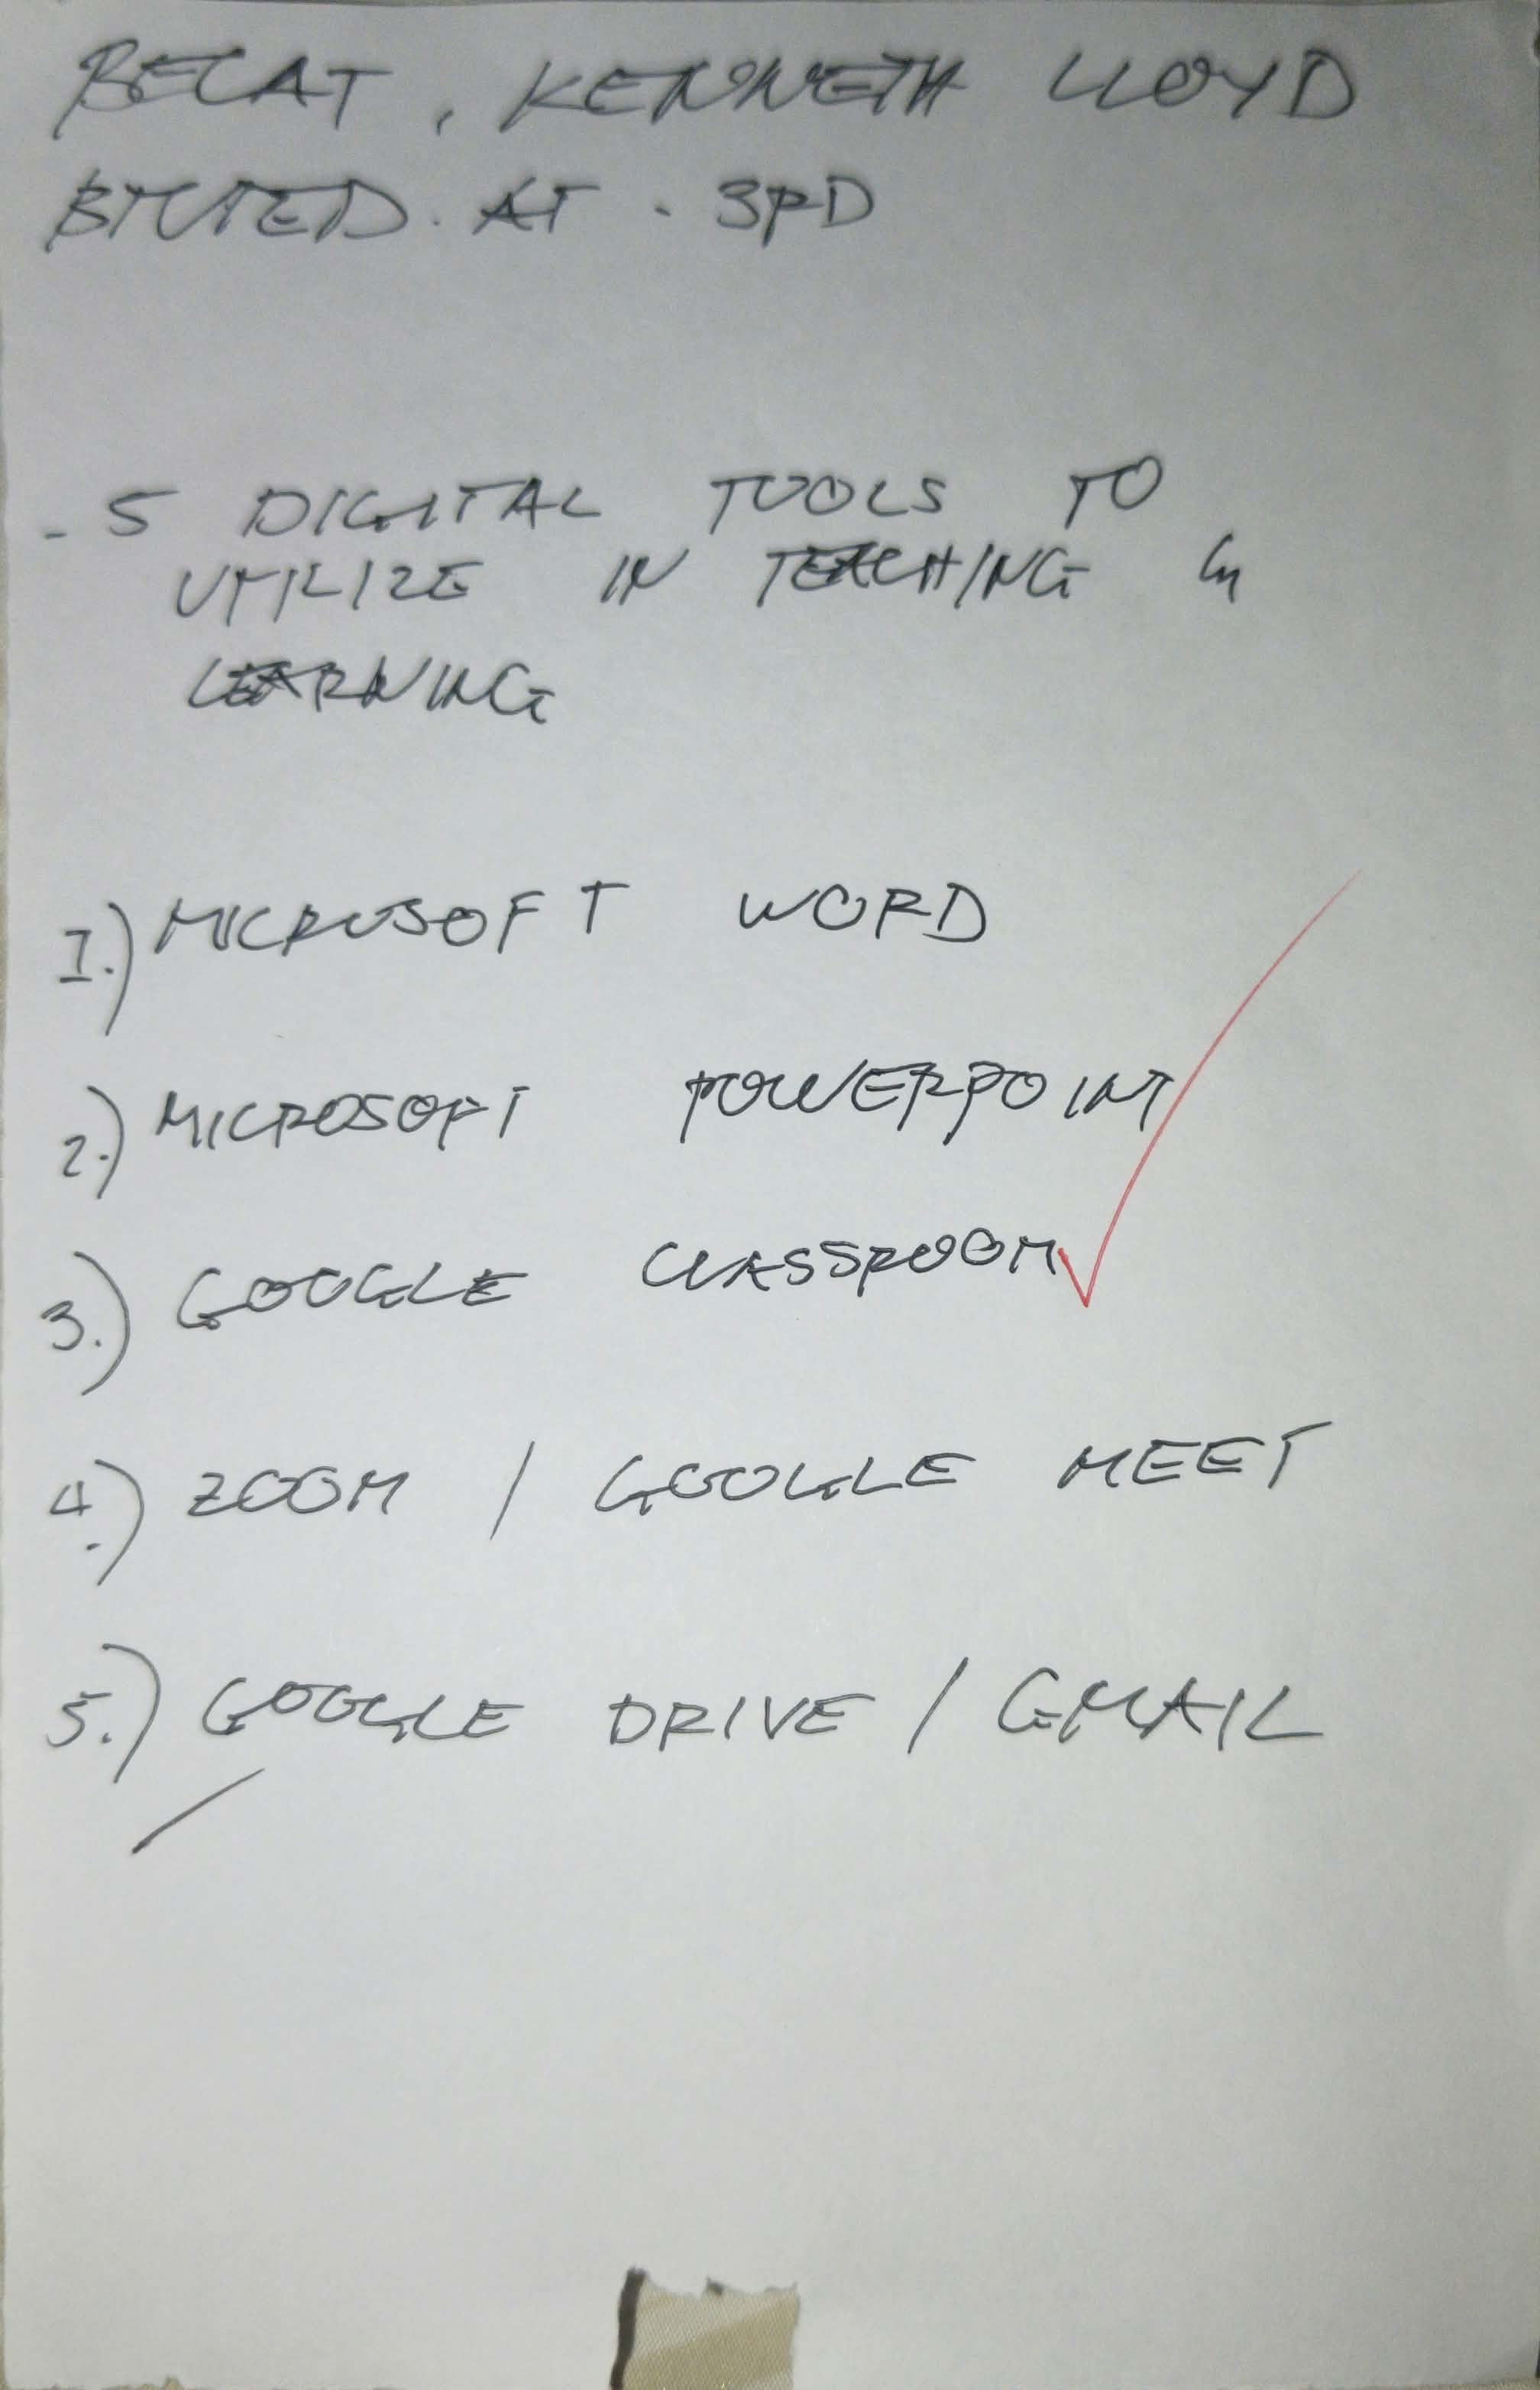 BECAT, KENNETH LLOYD
BTVTED. AT. 3RD
- 5 DIGITAL TOOLS TO
UTILIZE IN TEACHING &
LEARNING
1.) MICROSOFT WORD
2.) MICROSOFT POWERPOINT
3.) GOOGLE CLASSROOM
4.) ZOOM / GOOGLE MEET
5.) GOOGLE DRIVE / GMAIL